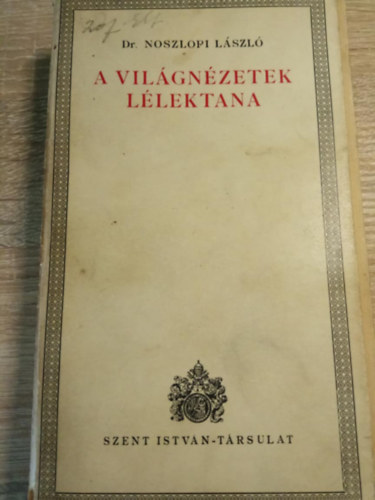 Dr. NOSZLOPI LÁSZLÓ
A VILÁGNÉZETEK
LÉLEKTANA
SZENT ISTVÁN-TÁRSULAT